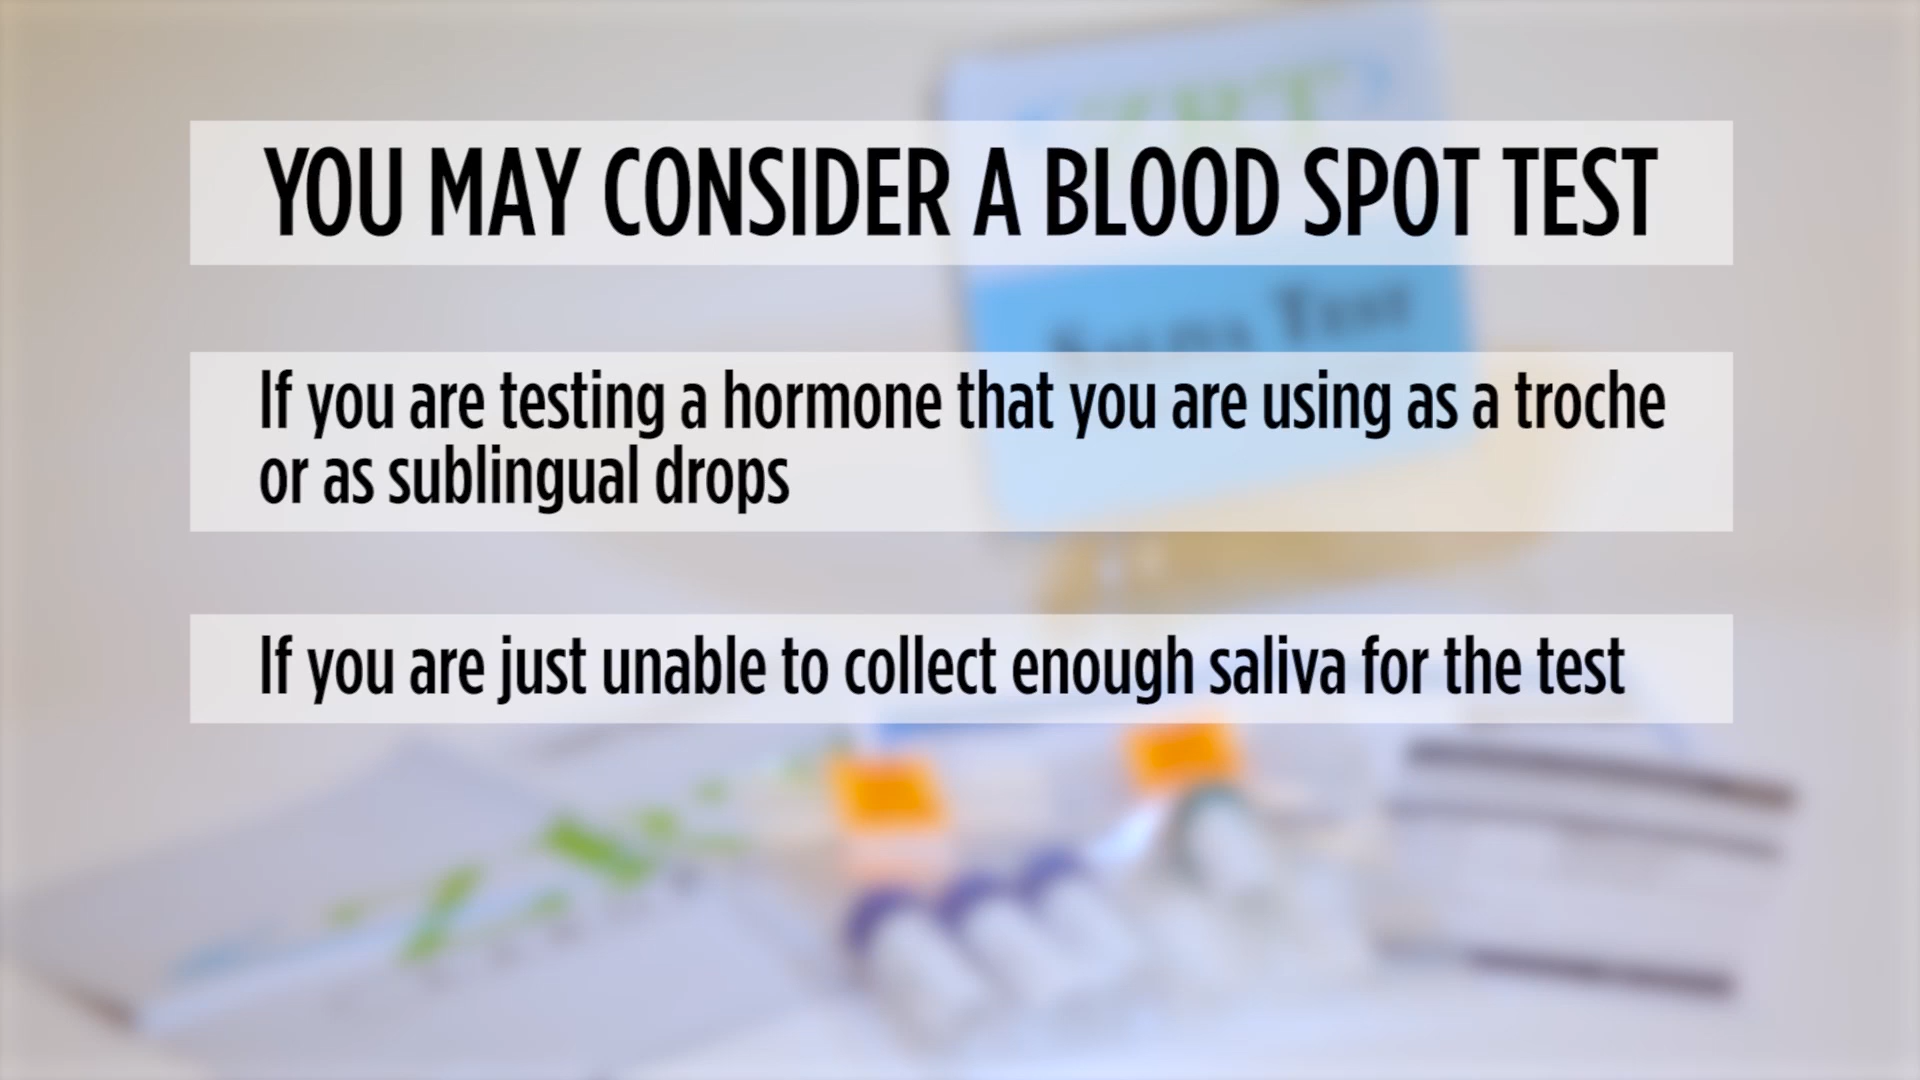 YOU MAY CONSIDER A BLOOD SPOT TEST
If you are testing a hormone that you are using as a troche
or as sublingual drops
If you are just unable to collect enough saliva for the test